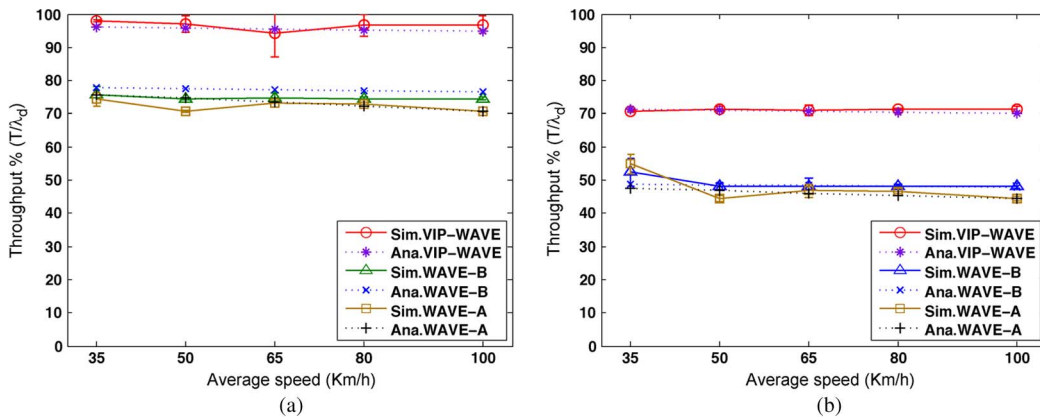 100
90
80
70
60
50
40
30
20
10
0
Throughput % (T/λd)
Sim.VIP−WAVE
Ana.VIP−WAVE
Sim.WAVE−B
Ana.WAVE−B
Sim.WAVE−A
Ana.WAVE−A
35 50 65 80 100
Average speed (Km/h)
(a)
100
90
80
70
60
50
40
30
20
10
0
Throughput % (T/λd)
Sim.VIP−WAVE
Ana.VIP−WAVE
Sim.WAVE−B
Ana.WAVE−B
Sim.WAVE−A
Ana.WAVE−A
35 50 65 80 100
Average speed (Km/h)
(b)